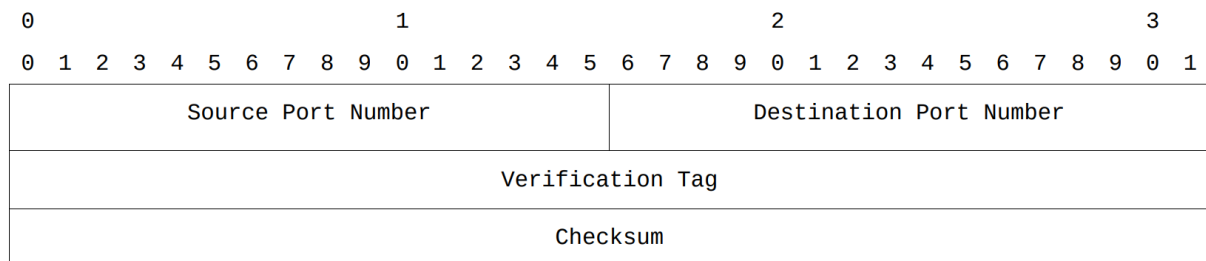 0 1 2 3
0 1 2 3 4 5 6 7 8 9 0 1 2 3 4 5 6 7 8 9 0 1 2 3 4 5 6 7 8 9 0 1
Source Port Number Destination Port Number
Verification Tag
Checksum